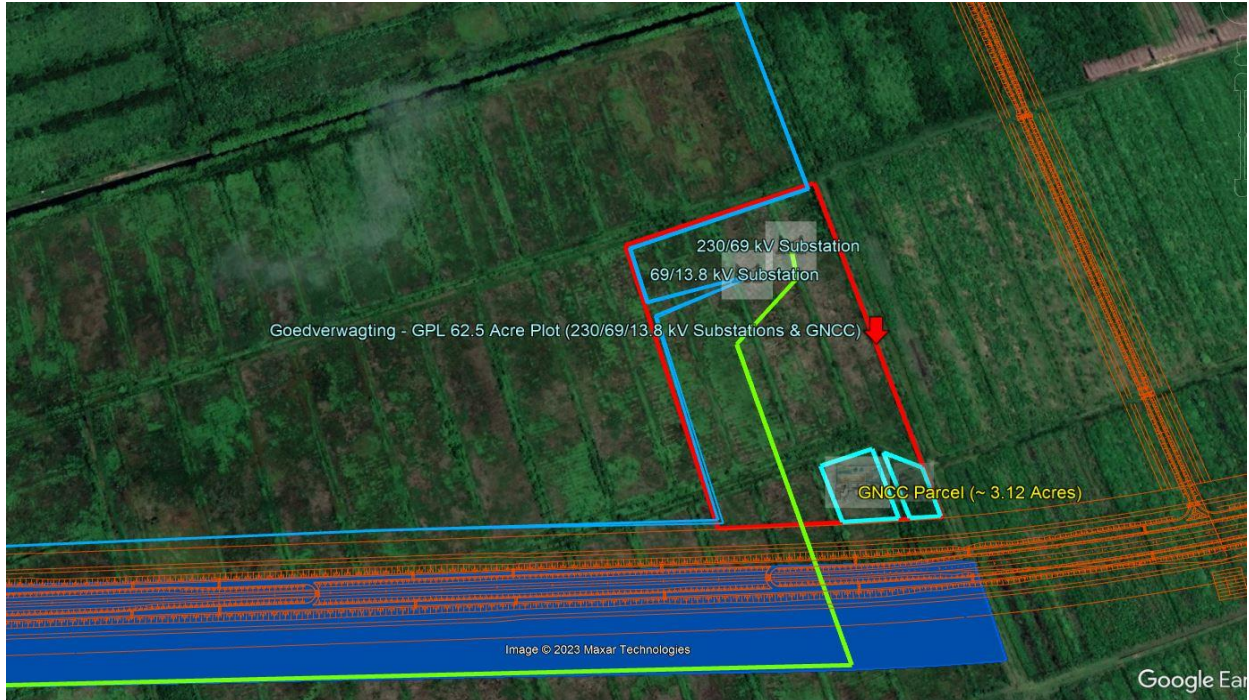 230/69 kV Substation
69/13.8 kV Substation
Goedverwagting - GPL 62.5 Acre Plot (230/69/13.8 kV Substations & GNCC)
GNCC Parcel (~ 3.12 Acres)
Image © 2023 Maxar Technologies
Google Ear